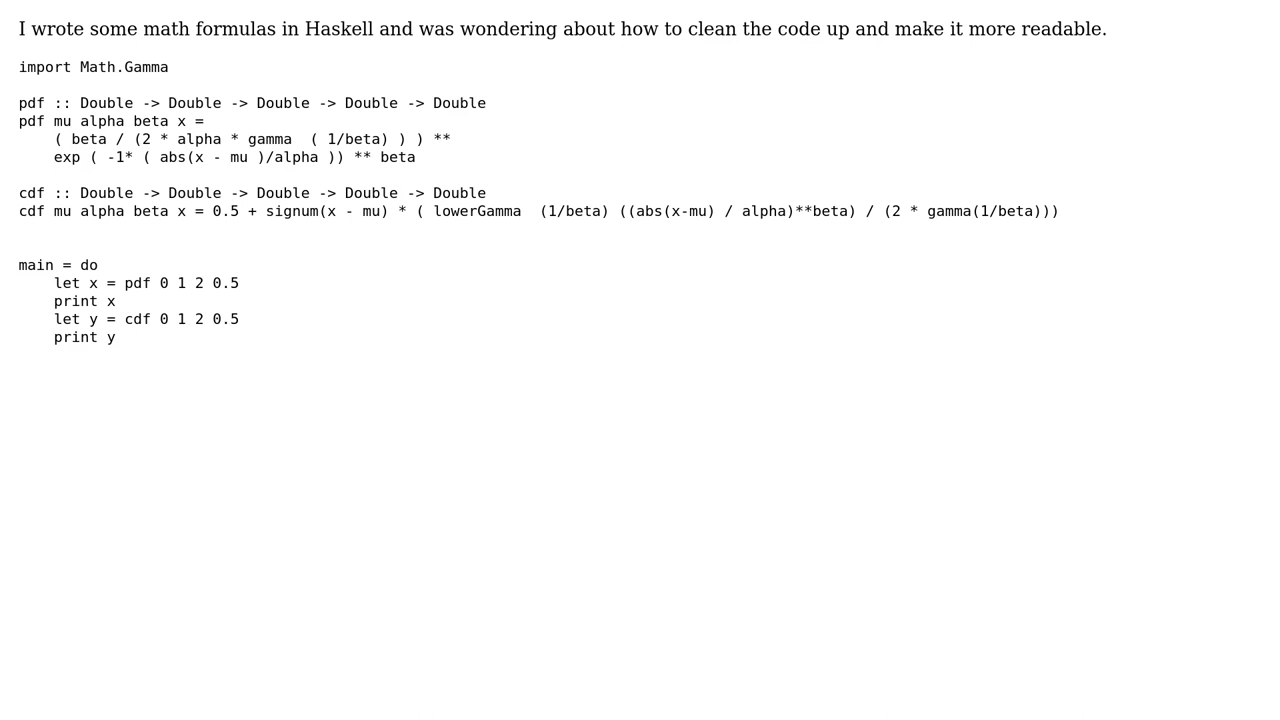 I wrote some math formulas in Haskell and was wondering about how to clean the code up and make it more readable.
import Math.Gamma
pdf :: Double -> Double -> Double -> Double -> Double
pdf mu alpha beta x =
    ( beta / (2 * alpha * gamma  ( 1/beta) ) ) **
    exp ( -1* ( abs(x - mu )/alpha )) ** beta
cdf :: Double -> Double -> Double -> Double -> Double
cdf mu alpha beta x = 0.5 + signum(x - mu) * ( lowerGamma  (1/beta) ((abs(x-mu) / alpha)**beta) / (2 * gamma(1/beta)))
main = do
    let x = pdf 0 1 2 0.5
    print x
    let y = cdf 0 1 2 0.5
    print y